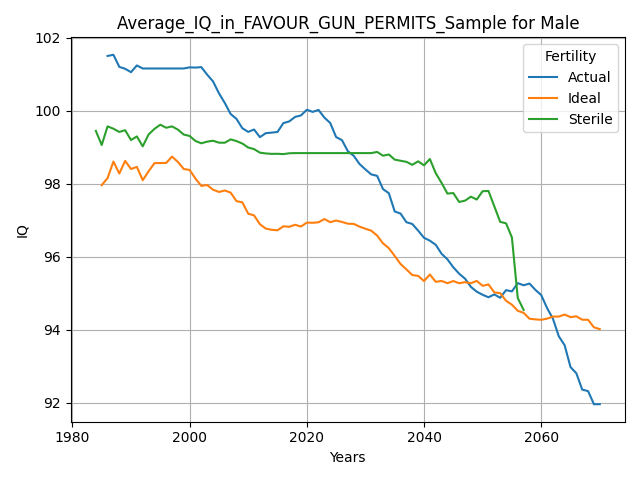 Average_IQ_in_FAVOUR_GUN_PERMITS_Sample for Male
102
100
98
96
94
92
IQ
1980
2000
2020
2040
2060
Years
Fertility
Actual
Ideal
Sterile